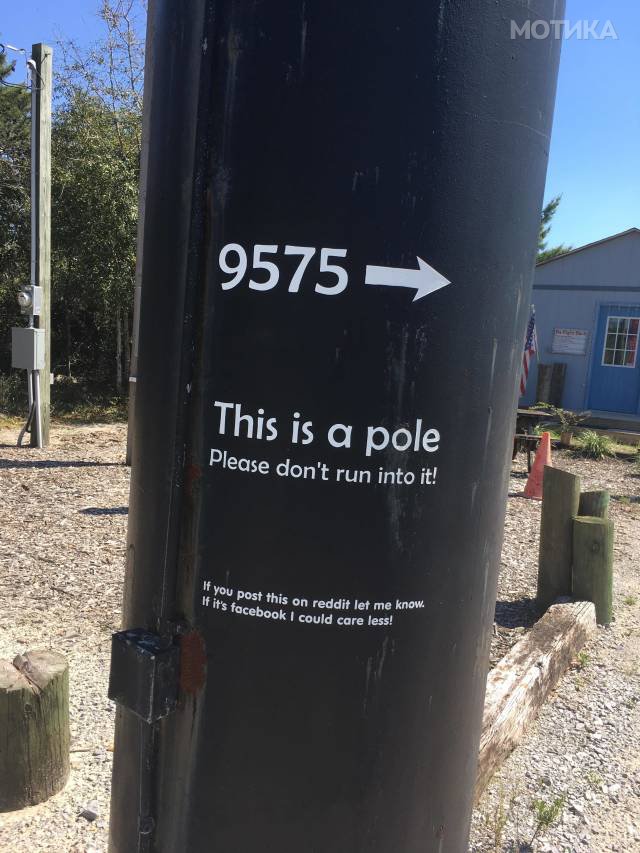 МОТИКА
9575 →
This is a pole
Please don't run into it!
If you post this on reddit let me know.
If it's facebook I could care less!